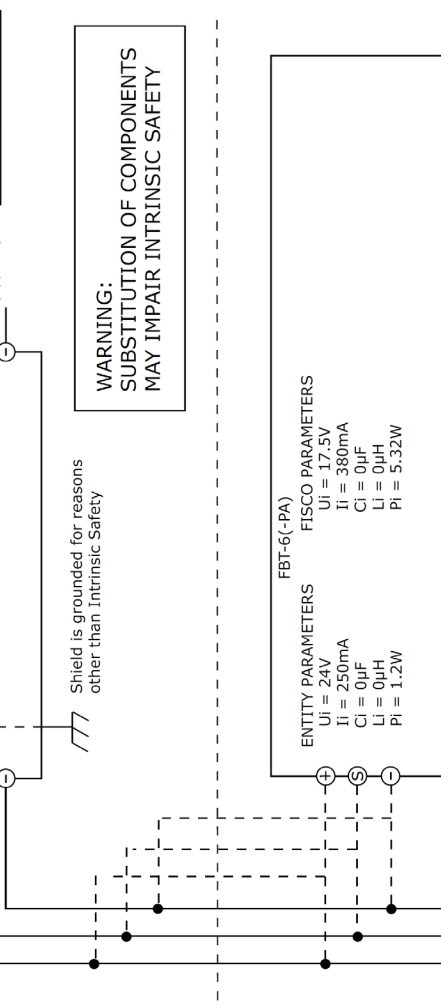 WARNING:
SUBSTITUTION OF COMPONENTS
MAY IMPAIR INTRINSIC SAFETY
Shield is grounded for reasons
other than Intrinsic Safety
FBT-6(-PA)
ENTITY PARAMETERS
Ui = 24V
Ii = 250mA
Ci = 0µF
Li = 0µH
Pi = 1.2W
FISCO PARAMETERS
Ui = 17.5V
Ii = 380mA
Ci = 0µF
Li = 0µH
Pi = 5.32W
+
S
-
-
-